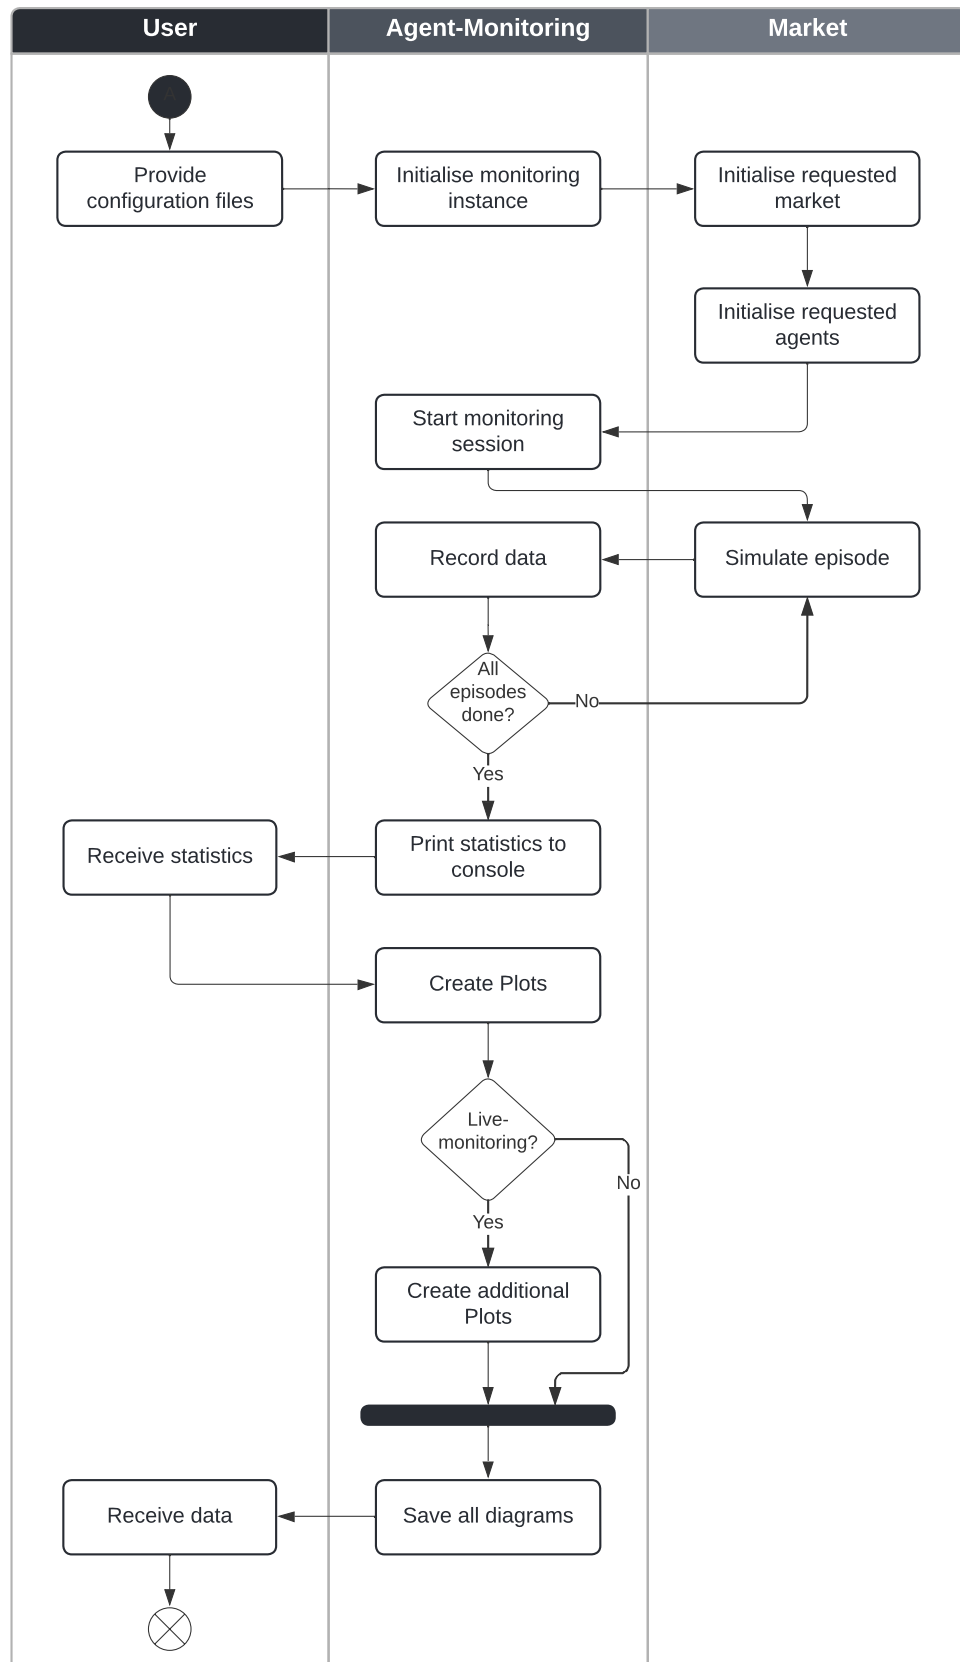 User
Agent-Monitoring
Market
A
Provide
configuration files
Initialise monitoring
instance
Initialise requested
market
Initialise requested
agents
Start monitoring
session
Record data
Simulate episode
All
episodes
done?
No
Yes
Receive statistics
Print statistics to
console
Create Plots
Live-
monitoring?
No
Yes
Create additional
Plots
Receive data
Save all diagrams